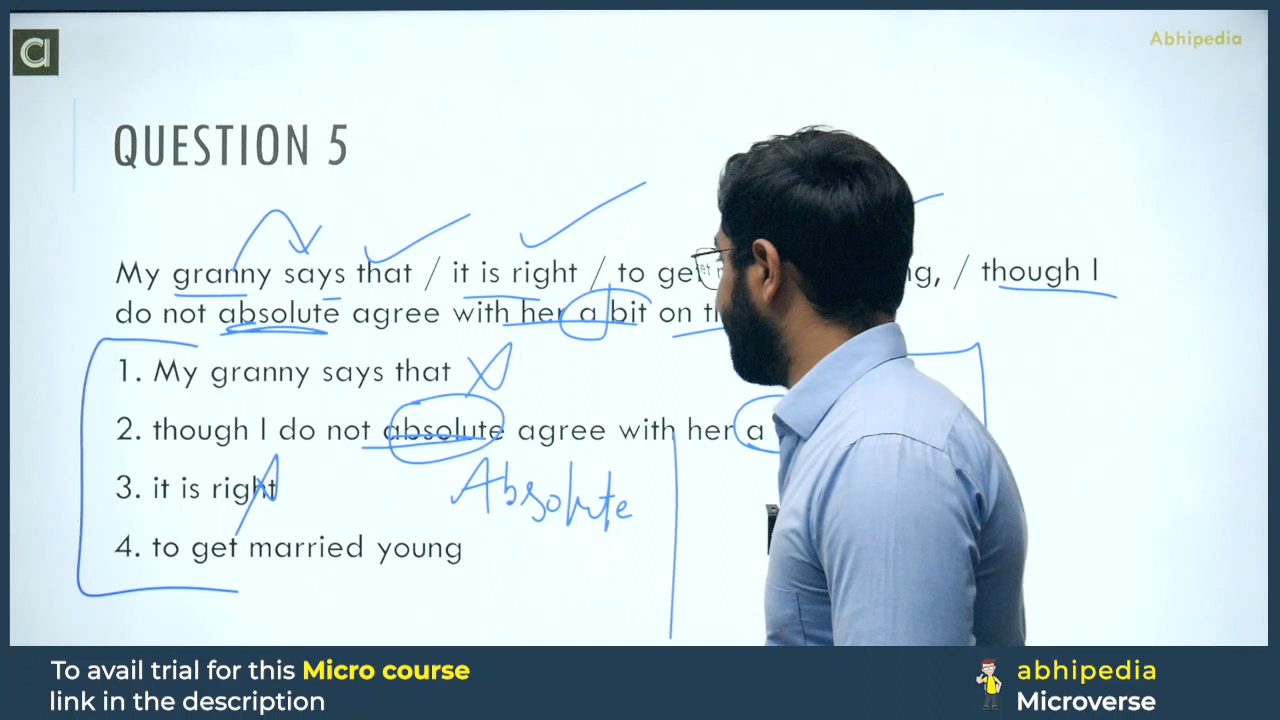 Abhipedia
QUESTION 5
My granny says that / it is right / to get ng, / though I
do not absolute agree with her a bit on
1. My granny says that
2. though I do not absolute agree with her a
3. it is right
Absolute
4. to get married young
To avail trial for this Micro course
link in the description
abhipedia
Microverse